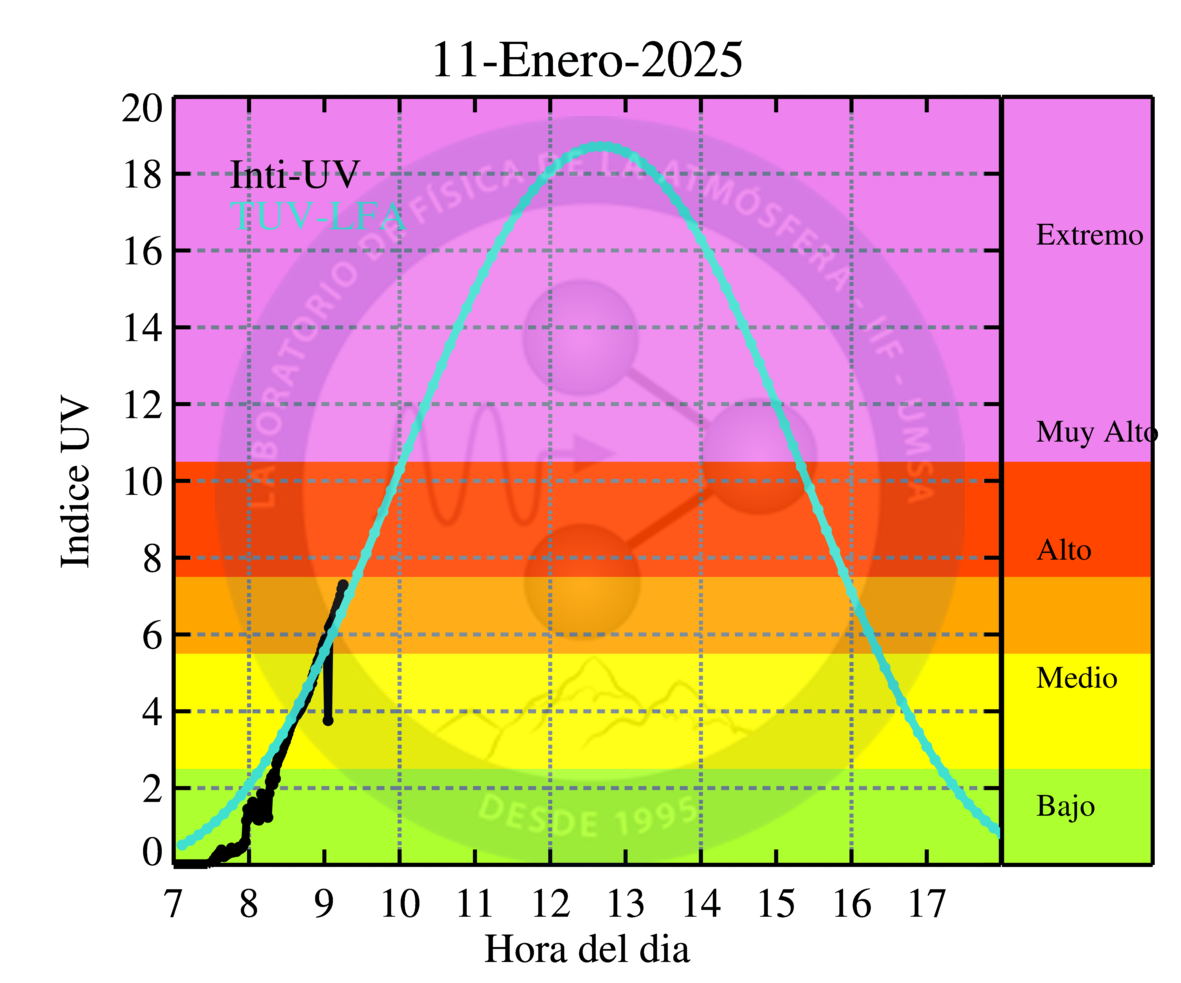 11-Enero-2025
Indice UV
20
18
16
14
12
10
8
6
4
2
0
Inti-UV
TUV-LFA
LABORATORIO DE FÍSICA DE LA ATMÓSFERA - IIF - UMSA
DESDE 1995
Extremo
Muy Alto
Alto
Medio
Bajo
7 8 9 10 11 12 13 14 15 16 17
Hora del dia